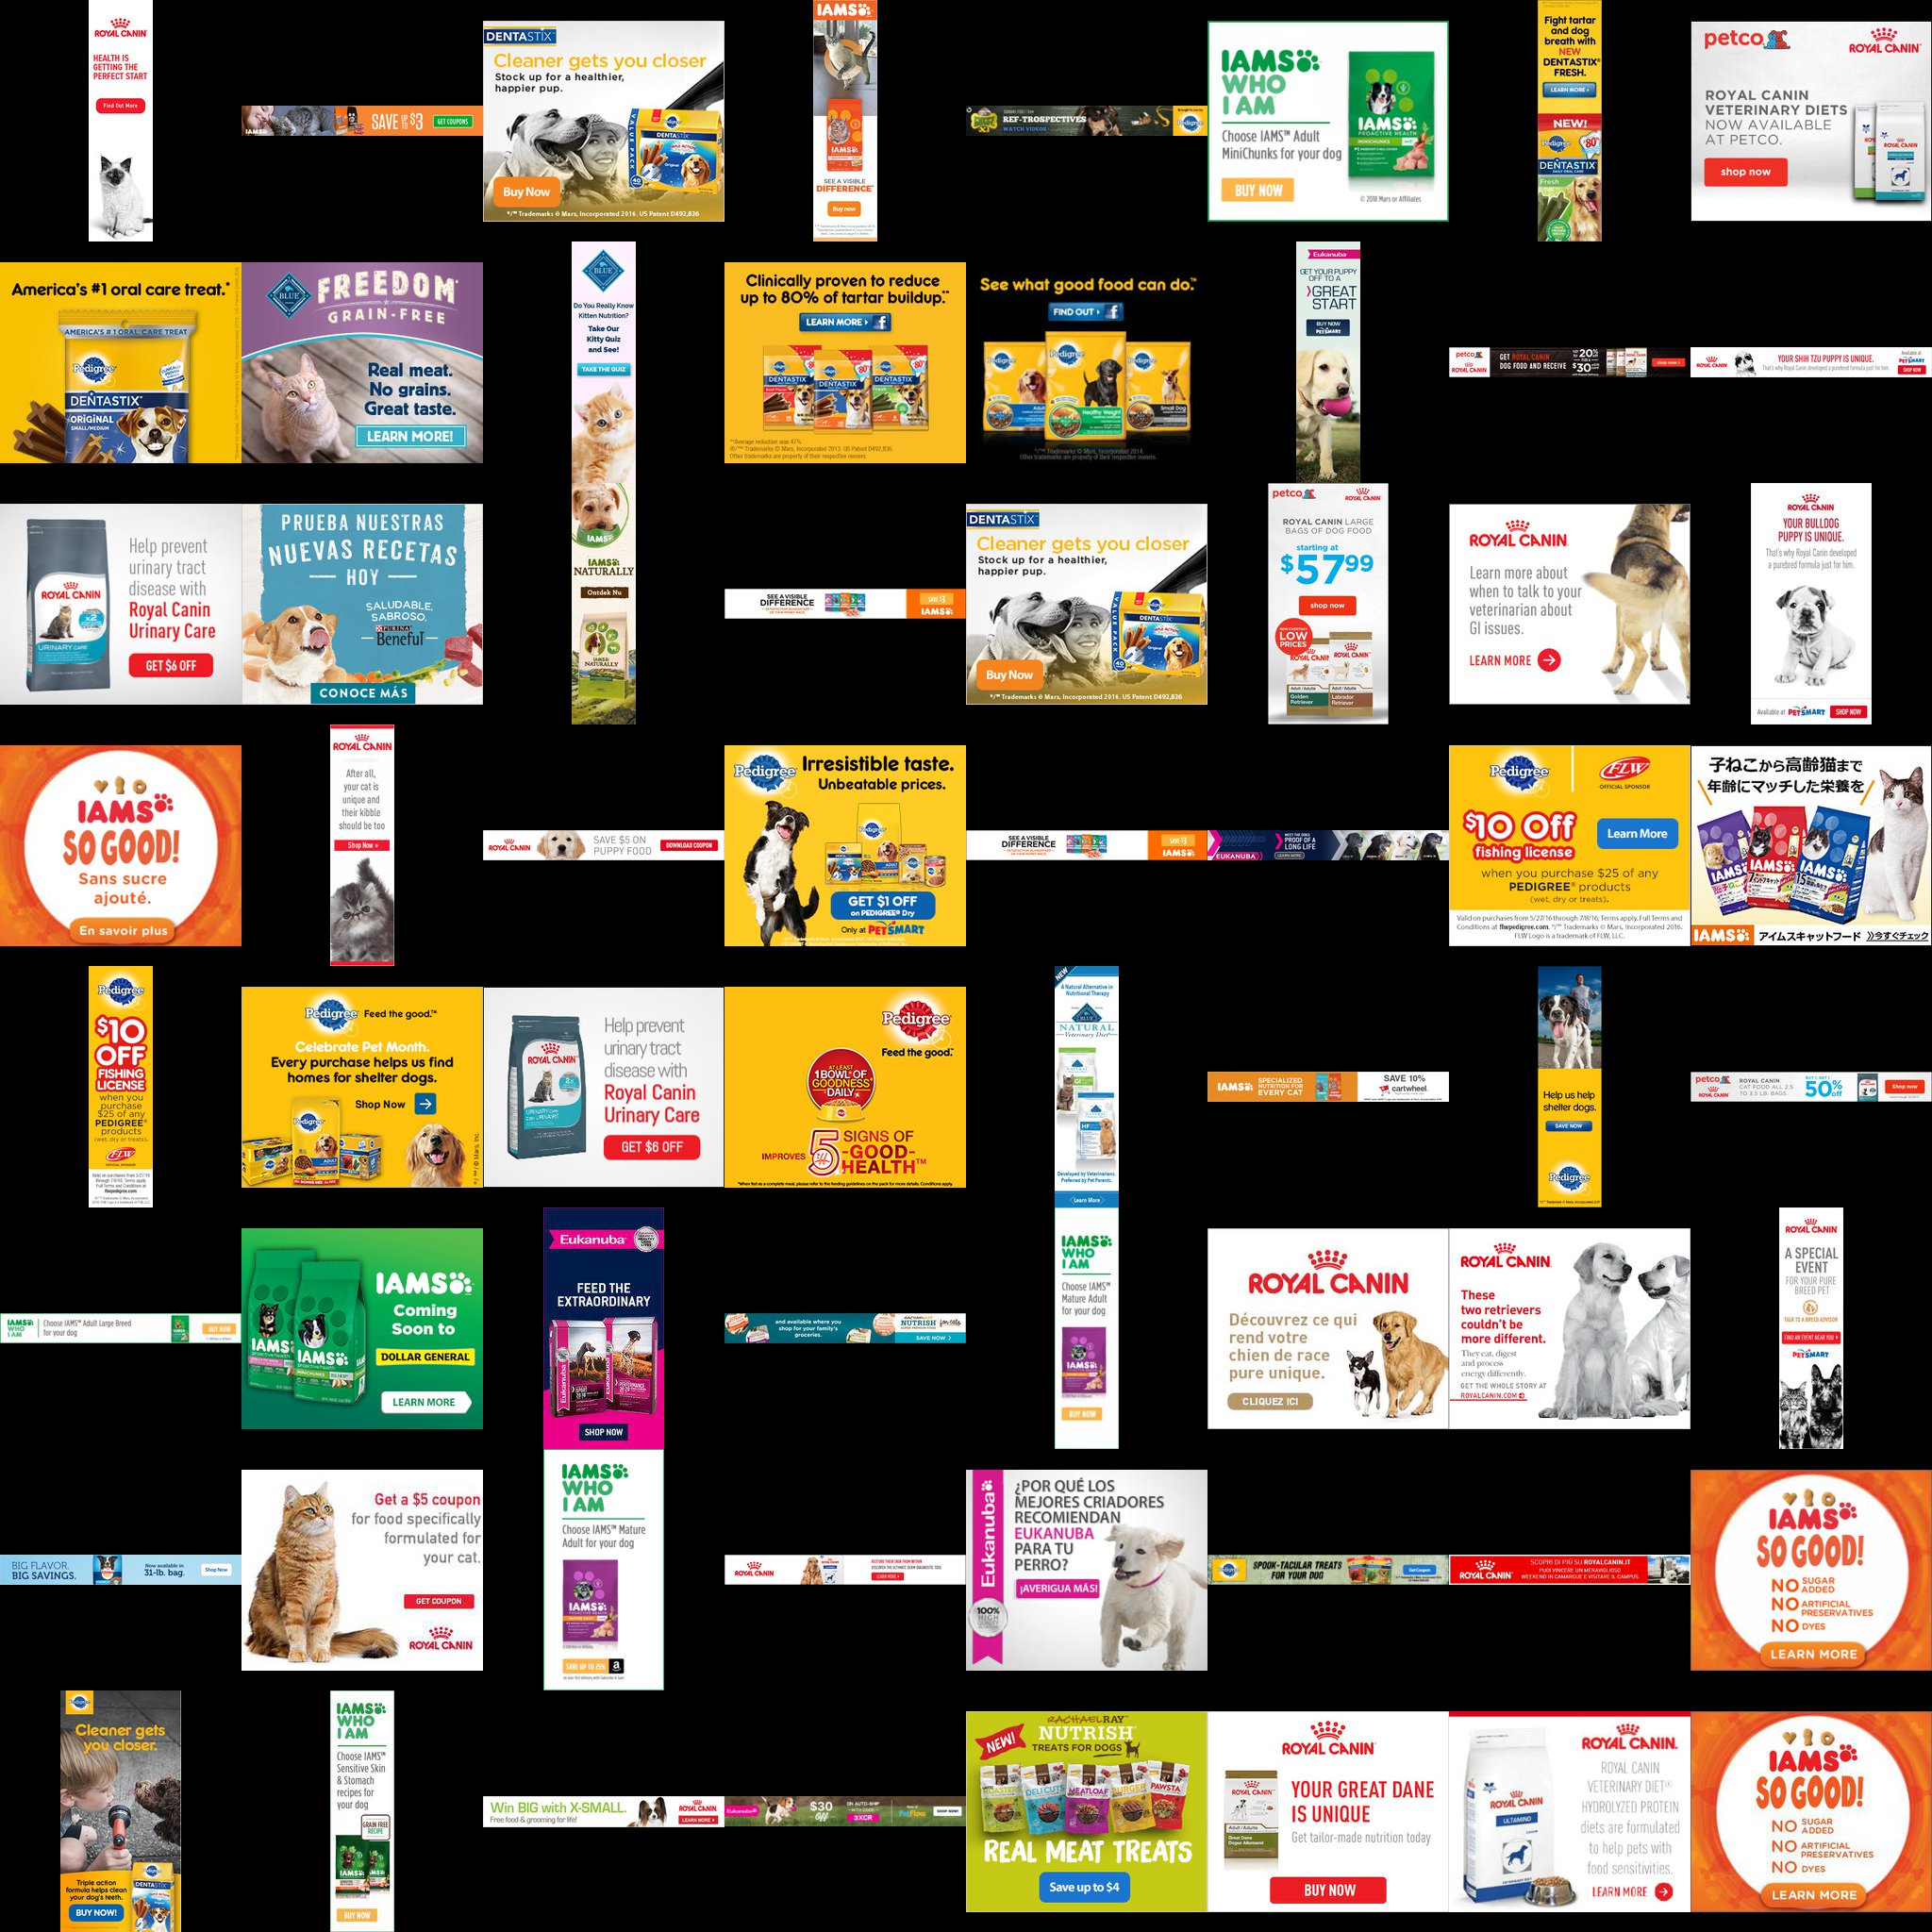 ROYAL CANIN
HEALTH IS
GETTING THE
PERFECT START
Find Out More
IAMS
SAVE UP TO $3
GET COUPONS
DENTASTIX
Cleaner gets you closer
Stock up for a healthier,
happier pup.
Buy Now
*/™ Trademarks © Mars, Incorporated 2016. US Patent D492,836
IAMS
SEE A VISIBLE
DIFFERENCE
Buy now
REF-TROSPECTIVES
WATCH VIDEOS
Pedigree
IAMS
WHO
I AM
Choose IAMS™ Adult
MiniChunks for your dog
BUY NOW
© 2018 Mars or Affiliates
Fight tartar
and dog
breath with
NEW
DENTASTIX®
FRESH.
LEARN MORE
NEW!
Pedigree
DENTASTIX
Fresh
petco
ROYAL CANIN
ROYAL CANIN
VETERINARY DIETS
NOW AVAILABLE
AT PETCO.
shop now
America's #1 oral care treat.*
AMERICA'S #1 ORAL CARE TREAT
Pedigree
DENTASTIX
ORIGINAL
SMALL/MEDIUM
BLUE
FREEDOM
GRAIN-FREE
Real meat.
No grains.
Great taste.
LEARN MORE!
BLUE
Do You Really Know
Kitten Nutrition?
Take Our
Kitty Quiz
and See!
TAKE THE QUIZ
Clinically proven to reduce
up to 80% of tartar buildup.**
LEARN MORE
**Average reduction was 47%
®/™ Trademarks © Mars, Incorporated 2013. US Patent D492,836.
Other trademarks are property of their respective owners.
See what good food can do.™
FIND OUT
Pedigree
Healthy Weight
Small Dog
*/™ Trademarks © Mars, Incorporated 2014.
Other trademarks are property of their respective owners.
Eukanuba
GET YOUR PUPPY
OFF TO A
GREAT
START
BUY NOW
PETSMART
petco
ROYAL CANIN
GET ROYAL CANIN
DOG FOOD AND RECEIVE
20%
$30
shop now
ROYAL CANIN
YOUR SHIH TZU PUPPY IS UNIQUE.
That's why Royal Canin developed a purebred formula just for him.
Available at
PETSMART
SHOP NOW
ROYAL CANIN
URINARY CARE
Help prevent
urinary tract
disease with
Royal Canin
Urinary Care
GET $6 OFF
PRUEBA NUESTRAS
NUEVAS RECETAS
HOY
SALUDABLE,
SABROSO,
PURINA
Beneful
CONOCE MÁS
IAMS
IAMS
NATURALLY
Ontdek Nu
IAMS
NATURALLY
SEE A VISIBLE
DIFFERENCE
SAVE $3
IAMS
DENTASTIX
Cleaner gets you closer
Stock up for a healthier,
happier pup.
Buy Now
*/™ Trademarks © Mars, Incorporated 2016. US Patent D492,836
petco
ROYAL CANIN
ROYAL CANIN LARGE
BAGS OF DOG FOOD
starting at
$57.99
shop now
LOW
PRICES
Golden
Retriever
Labrador
Retriever
ROYAL CANIN
Learn more about
when to talk to your
veterinarian about
GI issues.
LEARN MORE
ROYAL CANIN
YOUR BULLDOG
PUPPY IS UNIQUE.
That's why Royal Canin developed
a purebred formula just for him.
Available at PETSMART
SHOP NOW
IAMS
SO GOOD!
Sans sucre
ajouté.
En savoir plus
ROYAL CANIN
After all,
your cat is
unique and
their kibble
should be too
Shop Now »
ROYAL CANIN
SAVE $5 ON
PUPPY FOOD
DOWNLOAD COUPON
Pedigree
Irresistible taste.
Unbeatable prices.
GET $1 OFF
on PEDIGREE® Dry
Only at PETSMART
SEE A VISIBLE
DIFFERENCE
SAVE $3
IAMS
EUKANUBA
MEET THE DOGS
PROOF OF A
LONG LIFE
LEARN MORE
Pedigree
FLW
OFFICIAL SPONSOR
$10 Off
fishing license
Learn More
when you purchase $25 of any
PEDIGREE® products
(wet, dry or treats).
Valid on purchases from 5/27/16 through 7/8/16; Terms apply. Full Terms and
Conditions at flwpedigree.com. */™ Trademarks © Mars, Incorporated 2016.
FLW Logo is a trademark of FLW, LLC.
子ねこから高齢猫まで
年齢にマッチした栄養を
IAMS
アイムスキャットフード
今すぐチェック
Pedigree
$10
OFF
FISHING
LICENSE
when you
purchase
$25 of any
PEDIGREE®
products
(wet, dry or treats).
FLW
OFFICIAL SPONSOR
Pedigree
Feed the good.™
Celebrate Pet Month.
Every purchase helps us find
homes for shelter dogs.
Shop Now
ROYAL CANIN
Help prevent
urinary tract
disease with
Royal Canin
Urinary Care
GET $6 OFF
Pedigree
Feed the good.™
AT LEAST
1 BOWL OF
GOODNESS
DAILY
IMPROVES
5 SIGNS OF
-GOOD-
HEALTH™
NEW
A Natural Alternative in
Nutritional Therapy
BLUE
NATURAL
Veterinary Diet
Developed by Veterinarians.
Preferred by Pet Parents.
Learn More
IAMS
SPECIALIZED
NUTRITION FOR
EVERY CAT
SAVE 10%
cartwheel
Help us help
shelter dogs.
SAVE NOW
Pedigree
petco
ROYAL CANIN
ROYAL CANIN
CAT FOOD ALL 2.5
TO 3.5 LB. BAGS.
BUY 1, GET 1
50% off
Shop now
IAMS
WHO
I AM
Choose IAMS™ Adult Large Breed
for your dog
BUY NOW
IAMS
Coming
Soon to
DOLLAR GENERAL
LEARN MORE
Eukanuba
FEED THE
EXTRAORDINARY
SHOP NOW
and available where you
shop for your family's
groceries.
NUTRISH for cats
SAVE NOW
IAMS
WHO
I AM
Choose IAMS™
Mature Adult
for your dog
IAMS
BUY NOW
ROYAL CANIN
Découvrez ce qui
rend votre
chien de race
pure unique.
CLIQUEZ ICI
ROYAL CANIN
These
two retrievers
couldn't be
more different.
They eat, digest
and process
energy differently.
GET THE WHOLE STORY AT
ROYALCANIN.COM
ROYAL CANIN
A SPECIAL
EVENT
FOR YOUR PURE
BREED PET
TALK TO A BREED ADVISOR
FIND AN EVENT NEAR YOU
PETSMART
BIG FLAVOR.
BIG SAVINGS.
Now available in
31-lb. bag.
Shop Now
Get a $5 coupon
for food specifically
formulated for
your cat.
GET COUPON
ROYAL CANIN
IAMS
WHO
I AM
Choose IAMS™ Mature
Adult for your dog
IAMS
SAVE UP TO 25%
ROYAL CANIN
RESTORE THEIR SKIN FROM WITHIN
LEARN MORE
Eukanuba
100%
¿POR QUÉ LOS
MEJORES CRIADORES
RECOMIENDAN
EUKANUBA
PARA TU
PERRO?
¡AVERIGUA MÁS!
Pedigree
SPOOK-TACULAR TREATS
FOR YOUR DOG
Get Coupon
ROYAL CANIN
SCOPRI DI PIÙ SU ROYALCANIN.IT
PUOI VINCERE UN MERAVIGLIOSO
WEEKEND IN CAMARGUE E VISITARE IL CAMPUS
IAMS
SO GOOD!
NO SUGAR ADDED
NO ARTIFICIAL PRESERVATIVES
NO DYES
LEARN MORE
Pedigree
Cleaner gets
you closer.
Triple action
formula helps clean
your dog's teeth.
BUY NOW!
DENTASTIX
IAMS
WHO
I AM
Choose IAMS™
Sensitive Skin
& Stomach
recipes for
your dog
GRAIN FREE
RECIPE
BUY NOW
Win BIG with X-SMALL.
Free food & grooming for life!
ROYAL CANIN
LEARN MORE
Eukanuba
$30
OFF
ON AUTO-SHIP
3XCR
PetFlow
SHOP NOW
NEW!
RACHAEL RAY
NUTRISH
TREATS FOR DOGS
DELI CUTS
MEATLOAF
BURGER
PAWSTA
REAL MEAT TREATS
Save up to $4
ROYAL CANIN
YOUR GREAT DANE
IS UNIQUE
Get tailor-made nutrition today
BUY NOW
ROYAL CANIN
ULTAMINO
ROYAL CANIN
ROYAL CANIN
VETERINARY DIET®
HYDROLYZED PROTEIN
diets are formulated
to help pets with
food sensitivities.
LEARN MORE
IAMS
SO GOOD!
NO SUGAR ADDED
NO ARTIFICIAL PRESERVATIVES
NO DYES
LEARN MORE